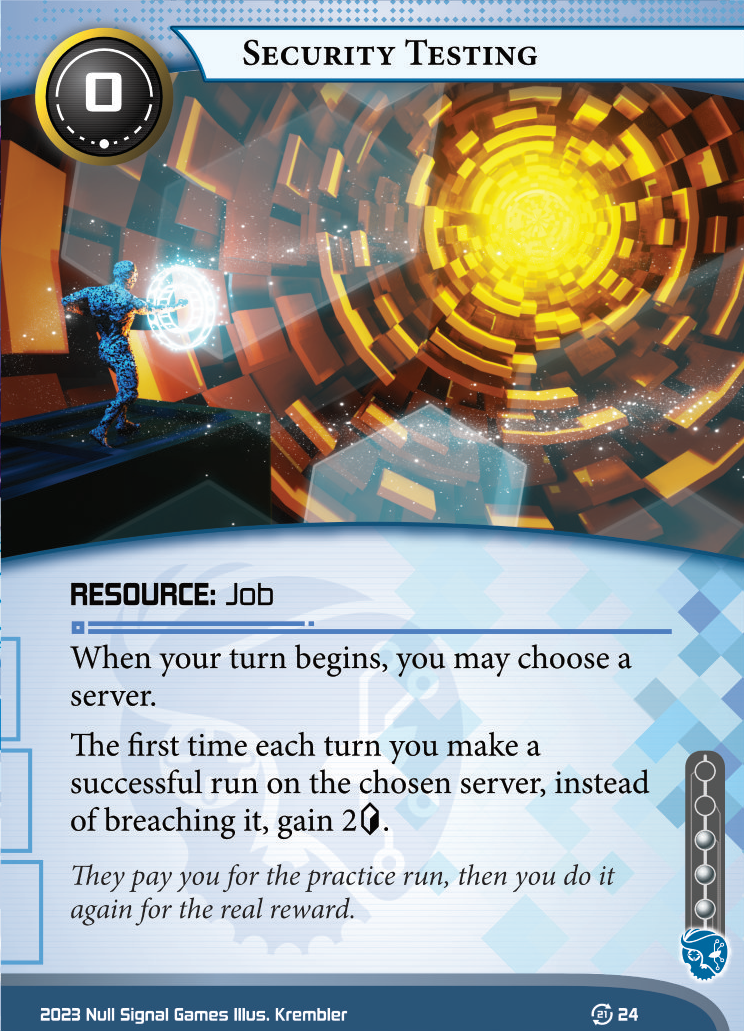 Security Testing
0
RESOURCE: Job
When your turn begins, you may choose a
server.
The first time each turn you make a
successful run on the chosen server, instead
of breaching it, gain 2.
They pay you for the practice run, then you do it
again for the real reward.
2023 Null Signal Games Illus. Krembler
21 24